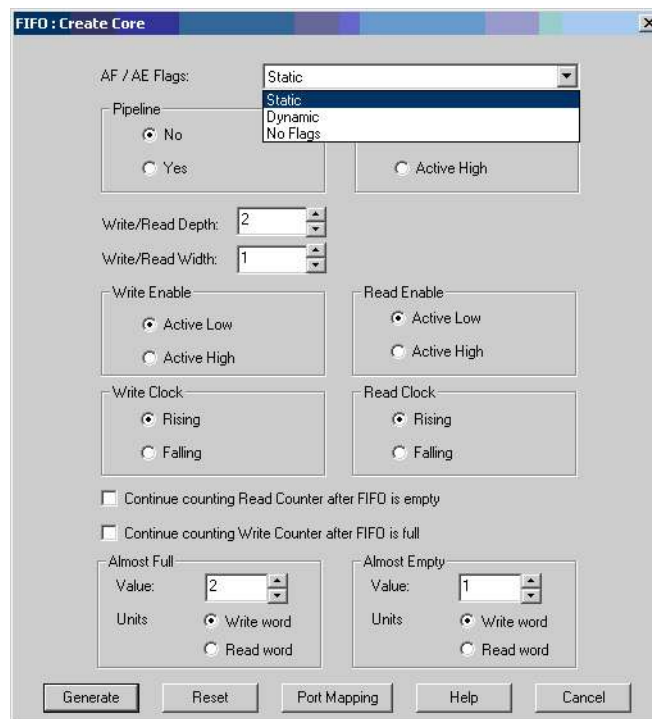 FIFO : Create Core
AF / AE Flags:
Static
Static
Dynamic
No Flags
Pipeline
No
Yes
Active High
Write/Read Depth:
2
Write/Read Width:
1
Write Enable
Active Low
Active High
Read Enable
Active Low
Active High
Write Clock
Rising
Falling
Read Clock
Rising
Falling
Continue counting Read Counter after FIFO is empty
Continue counting Write Counter after FIFO is full
Almost Full
Value:
2
Units
Write word
Read word
Almost Empty
Value:
1
Units
Write word
Read word
Generate
Reset
Port Mapping
Help
Cancel